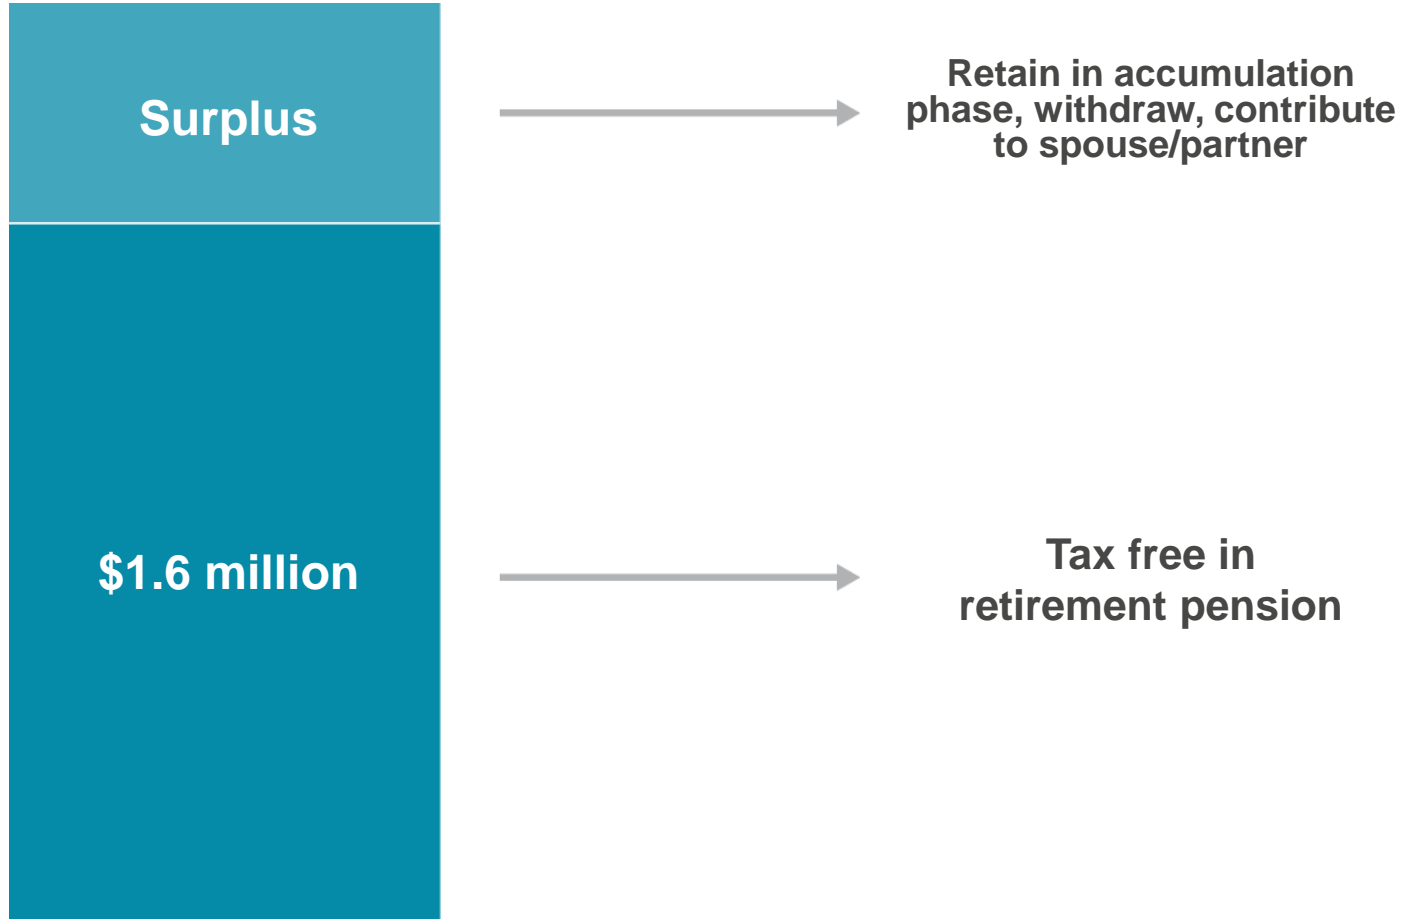 Surplus
Retain in accumulation
phase, withdraw, contribute
to spouse/partner
$1.6 million
Tax free in
retirement pension